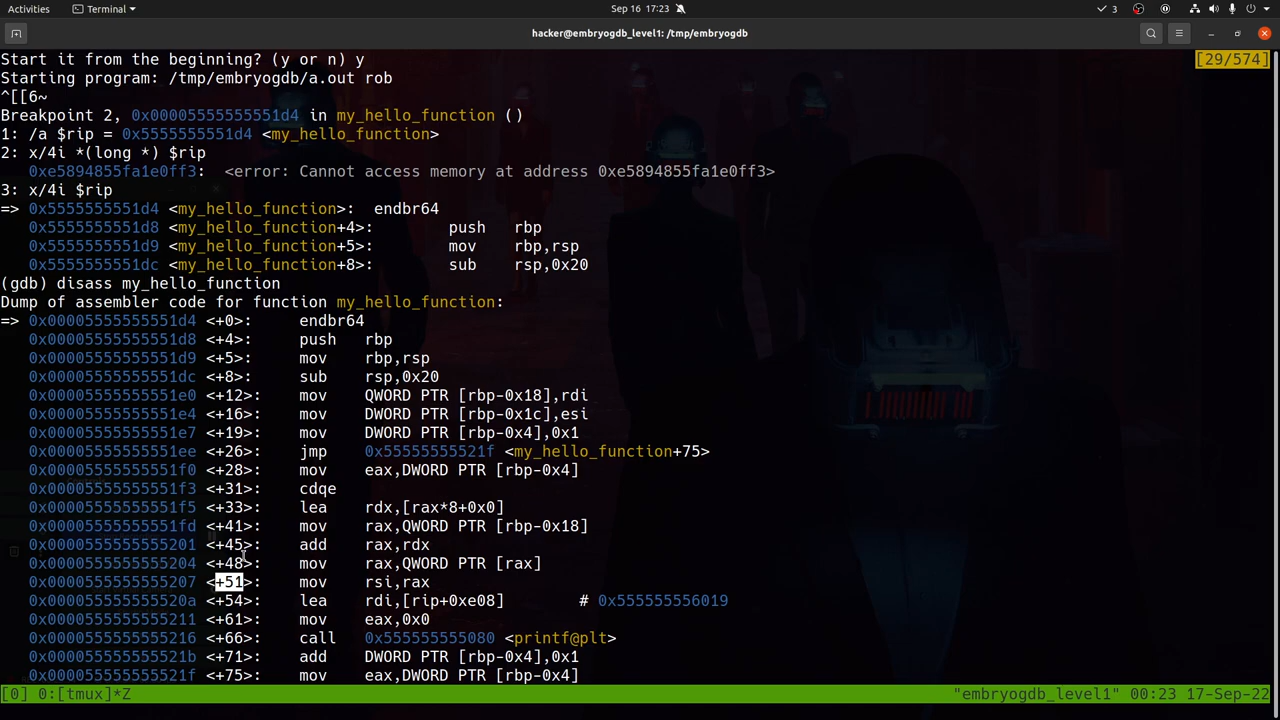 Activities Terminal Sep 16 17:23 3
hacker@embryogdb_level1: /tmp/embryogdb
Start it from the beginning? (y or n) y [29/574]
Starting program: /tmp/embryogdb/a.out rob
^[[6~
Breakpoint 2, 0x00005555555551d4 in my_hello_function ()
1: /a $rip = 0x5555555551d4 <my_hello_function>
2: x/4i *(long *) $rip
0xe5894855fa1e0ff3: <error: Cannot access memory at address 0xe5894855fa1e0ff3>
3: x/4i $rip
=> 0x5555555551d4 <my_hello_function>: endbr64
0x5555555551d8 <my_hello_function+4>: push rbp
0x5555555551d9 <my_hello_function+5>: mov rbp,rsp
0x5555555551dc <my_hello_function+8>: sub rsp,0x20
(gdb) disass my_hello_function
Dump of assembler code for function my_hello_function:
=> 0x00005555555551d4 <+0>: endbr64
0x00005555555551d8 <+4>: push rbp
0x00005555555551d9 <+5>: mov rbp,rsp
0x00005555555551dc <+8>: sub rsp,0x20
0x00005555555551e0 <+12>: mov QWORD PTR [rbp-0x18],rdi
0x00005555555551e4 <+16>: mov DWORD PTR [rbp-0x1c],esi
0x00005555555551e7 <+19>: mov DWORD PTR [rbp-0x4],0x1
0x00005555555551ee <+26>: jmp 0x55555555521f <my_hello_function+75>
0x00005555555551f0 <+28>: mov eax,DWORD PTR [rbp-0x4]
0x00005555555551f3 <+31>: cdqe
0x00005555555551f5 <+33>: lea rdx,[rax*8+0x0]
0x00005555555551fd <+41>: mov rax,QWORD PTR [rbp-0x18]
0x0000555555555201 <+45>: add rax,rdx
0x0000555555555204 <+48>: mov rax,QWORD PTR [rax]
0x0000555555555207 <+51>: mov rsi,rax
0x000055555555520a <+54>: lea rdi,[rip+0xe08] # 0x555555556019
0x0000555555555211 <+61>: mov eax,0x0
0x0000555555555216 <+66>: call 0x555555555080 <printf@plt>
0x000055555555521b <+71>: add DWORD PTR [rbp-0x4],0x1
0x000055555555521f <+75>: mov eax,DWORD PTR [rbp-0x4]
[0] 0:[tmux]*Z "embryogdb_level1" 00:23 17-Sep-22